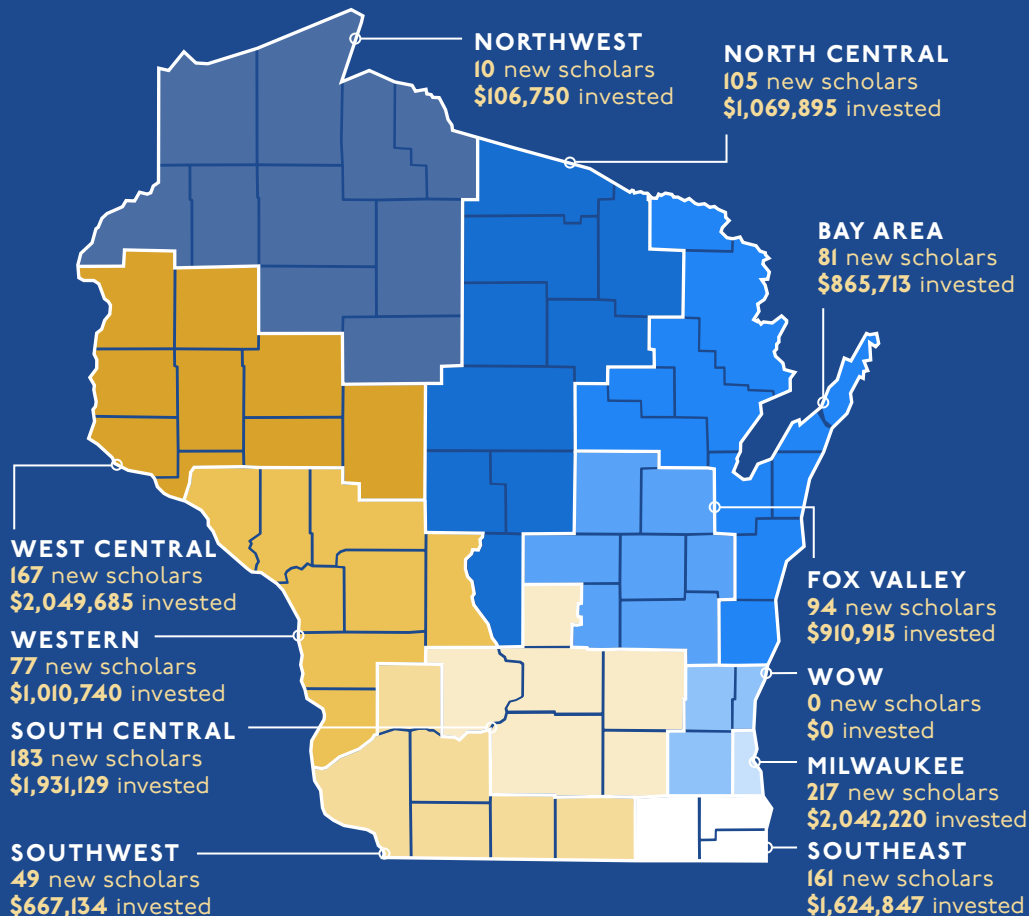 NORTHWEST
10 new scholars
$106,750 invested
NORTH CENTRAL
105 new scholars
$1,069,895 invested
BAY AREA
81 new scholars
$865,713 invested
WEST CENTRAL
167 new scholars
$2,049,685 invested
WESTERN
77 new scholars
$1,010,740 invested
SOUTH CENTRAL
183 new scholars
$1,931,129 invested
SOUTHWEST
49 new scholars
$667,134 invested
FOX VALLEY
94 new scholars
$910,915 invested
WOW
0 new scholars
$0 invested
MILWAUKEE
217 new scholars
$2,042,220 invested
SOUTHEAST
161 new scholars
$1,624,847 invested